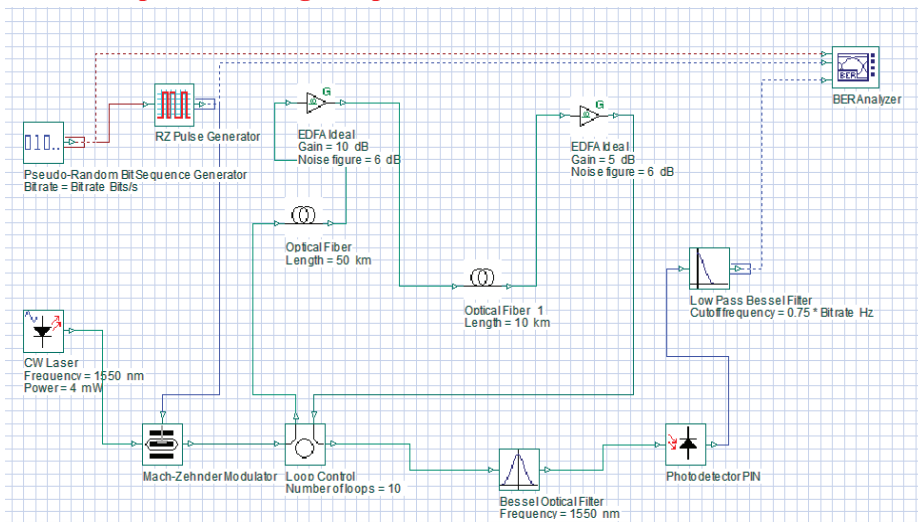 BER
BERAnalyzer
RZ Pulse Generator
010..
Pseudo-Random BitSequence Generator
Bitrate = Bitrate Bits/s
G
EDFA Ideal
Gain = 10 dB
Noise figure = 6 dB
G
EDFA Ideal
Gain = 5 dB
Noise figure = 6 dB
Optical Fiber
Length = 50 km
Optical Fiber 1
Length = 10 km
Low Pass Bessel Filter
Cutoff frequency = 0.75 * Bitrate Hz
CW Laser
Frequency = 1550 nm
Power = 4 mW
Mach-Zehnder Modulator
Loop Control
Number of loops = 10
Bessel Optical Filter
Frequency = 1550 nm
Photodetector PIN